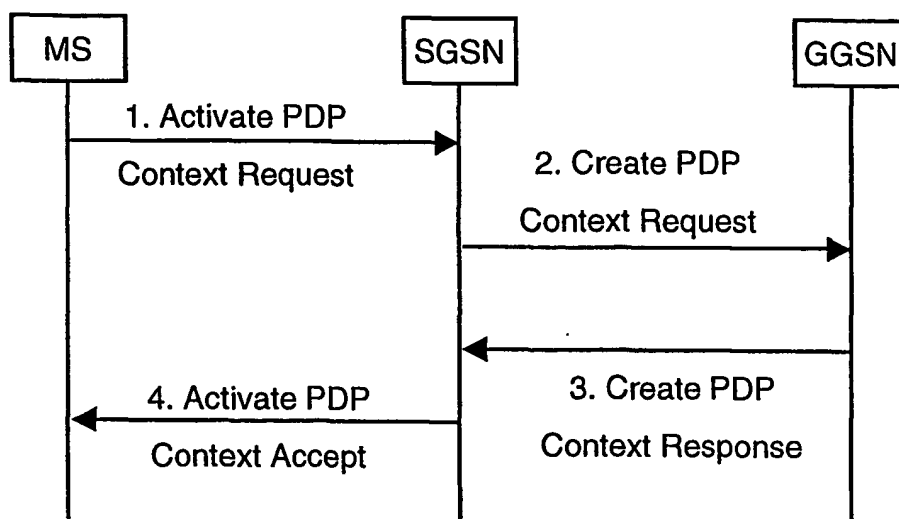 MS
SGSN
GGSN
1. Activate PDP
Context Request
2. Create PDP
Context Request
3. Create PDP
Context Response
4. Activate PDP
Context Accept